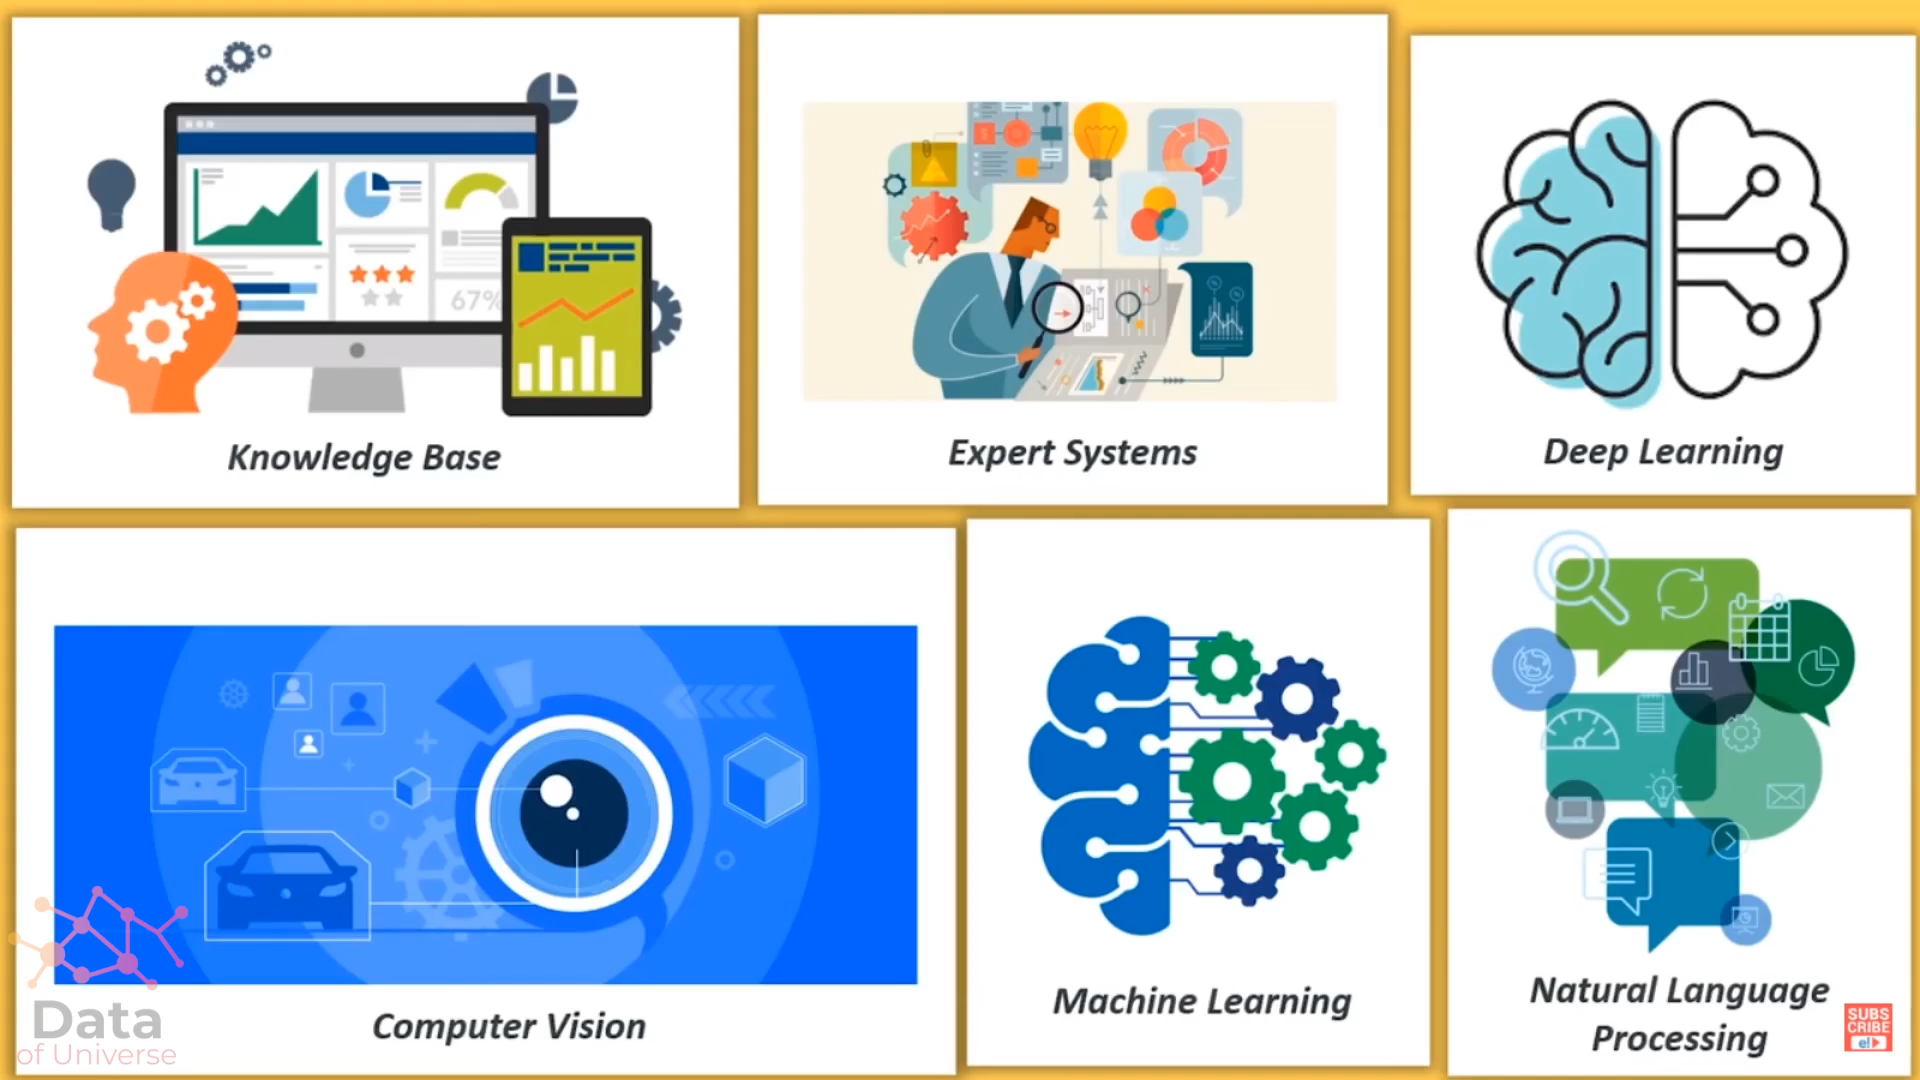 67%
Knowledge Base
Expert Systems
Deep Learning
Computer Vision
Machine Learning
Natural Language
Processing
Data
of Universe
SUBS
CRIBE
e!